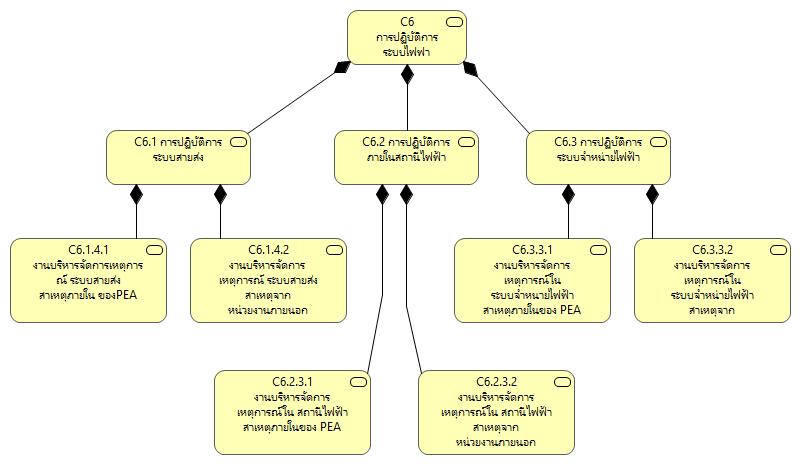 C6
การปฏิบัติการ
ระบบไฟฟ้า
C6.1 การปฏิบัติการ
ระบบสายส่ง
C6.2 การปฏิบัติการ
ภายในสถานีไฟฟ้า
C6.3 การปฏิบัติการ
ระบบจำหน่ายไฟฟ้า
C6.1.4.1
งานบริหารจัดการเหตุการ
ณ์ ระบบสายส่ง
สาเหตุภายใน ของPEA
C6.1.4.2
งานบริหารจัดการ
เหตุการณ์ ระบบสายส่ง
สาเหตุจาก
หน่วยงานภายนอก
C6.3.3.1
งานบริหารจัดการ
เหตุการณ์ใน
ระบบจำหน่ายไฟฟ้า
สาเหตุภายในของ PEA
C6.3.3.2
งานบริหารจัดการ
เหตุการณ์ใน
ระบบจำหน่ายไฟฟ้า
สาเหตุจาก
C6.2.3.1
งานบริหารจัดการ
เหตุการณ์ใน สถานีไฟฟ้า
สาเหตุภายในของ PEA
C6.2.3.2
งานบริหารจัดการ
เหตุการณ์ใน สถานีไฟฟ้า
สาเหตุจาก
หน่วยงานภายนอก